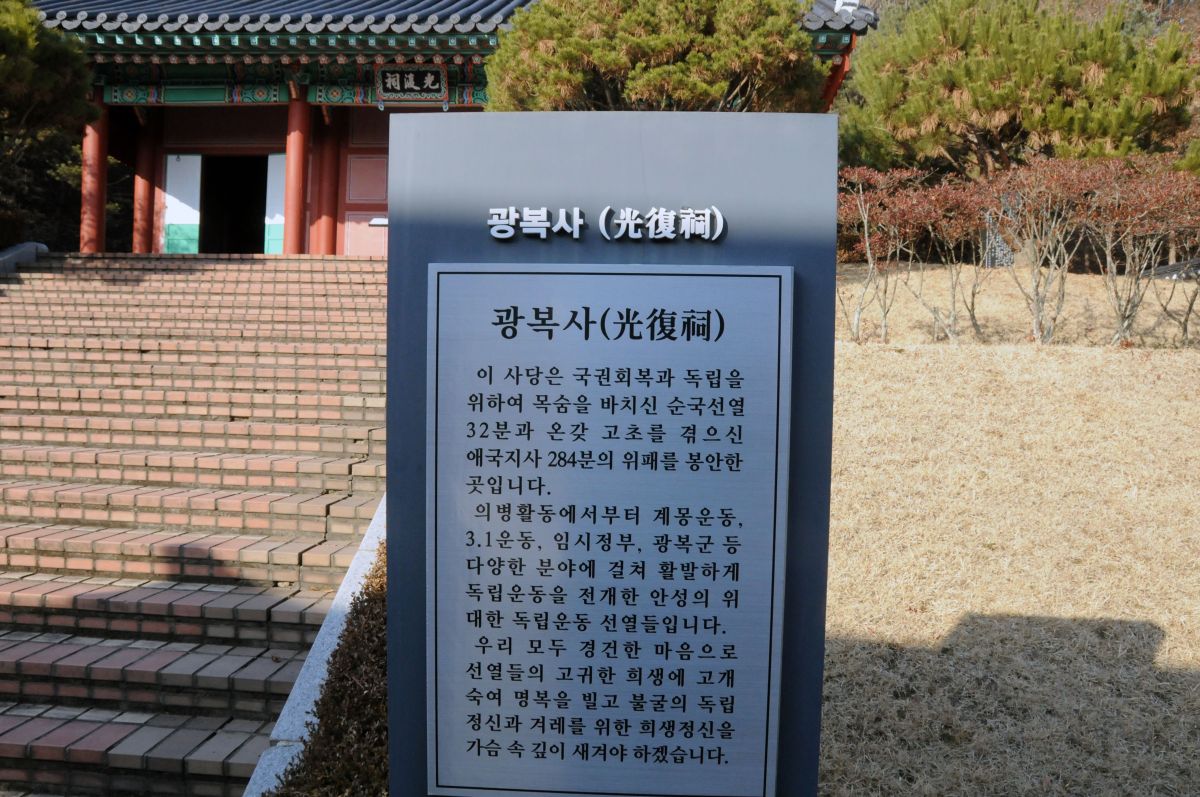 光復祠
광복사 (光復祠)
광복사(光復祠)
이 사당은 국권회복과 독립을
위하여 목숨을 바치신 순국선열
32분과 온갖 고초를 겪으신
애국지사 284분의 위패를 봉안한
곳입니다.
의병활동에서부터 계몽운동,
3.1운동, 임시정부, 광복군 등
다양한 분야에 걸쳐 활발하게
독립운동을 전개한 안성의 위
대한 독립운동 선열들입니다.
우리 모두 경건한 마음으로
선열들의 고귀한 희생에 고개
숙여 명복을 빌고 불굴의 독립
정신과 겨레를 위한 희생정신을
가슴 속 깊이 새겨야 하겠습니다.